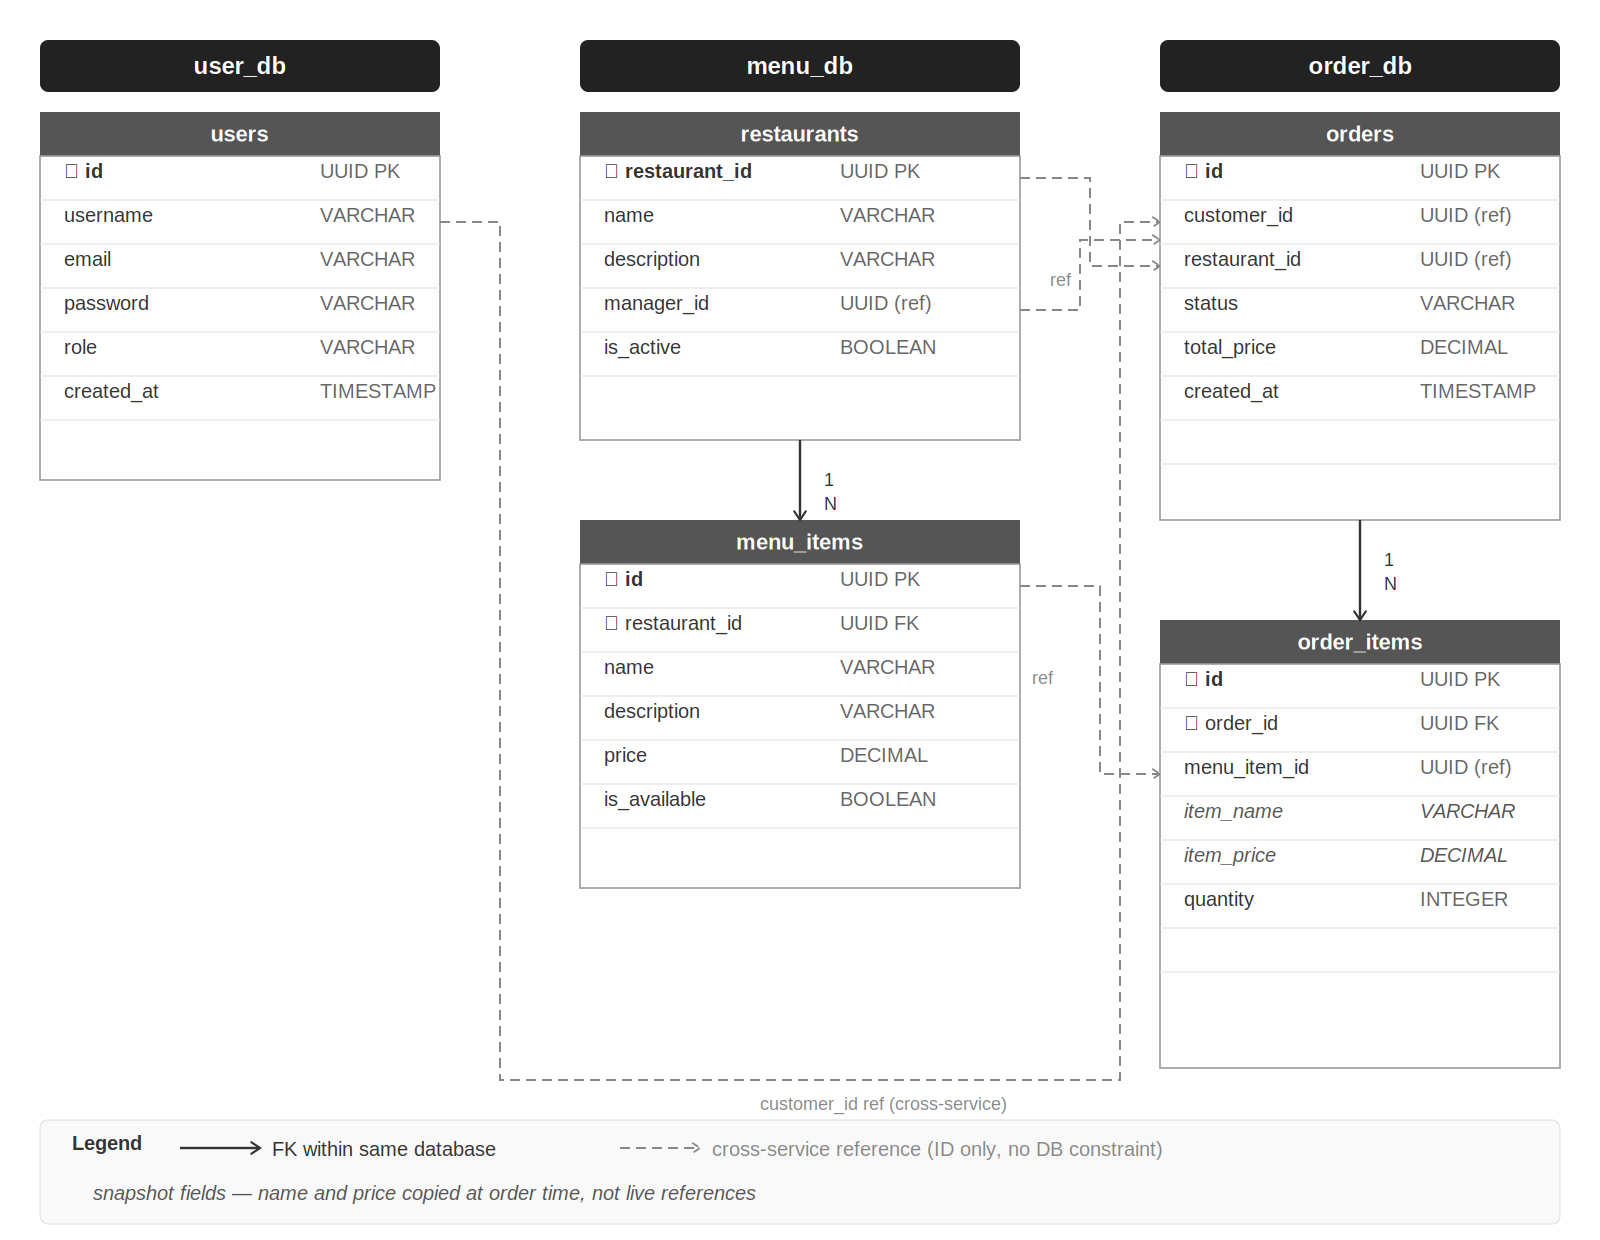 user_db
users
id UUID PK
username VARCHAR
email VARCHAR
password VARCHAR
role VARCHAR
created_at TIMESTAMP
menu_db
restaurants
restaurant_id UUID PK
name VARCHAR
description VARCHAR
manager_id UUID (ref)
is_active BOOLEAN
1
N
menu_items
id UUID PK
restaurant_id UUID FK
name VARCHAR
description VARCHAR
price DECIMAL
is_available BOOLEAN
ref
ref
order_db
orders
id UUID PK
customer_id UUID (ref)
restaurant_id UUID (ref)
status VARCHAR
total_price DECIMAL
created_at TIMESTAMP
1
N
order_items
id UUID PK
order_id UUID FK
menu_item_id UUID (ref)
item_name VARCHAR
item_price DECIMAL
quantity INTEGER
customer_id ref (cross-service)
Legend FK within same database cross-service reference (ID only, no DB constraint)
snapshot fields — name and price copied at order time, not live references